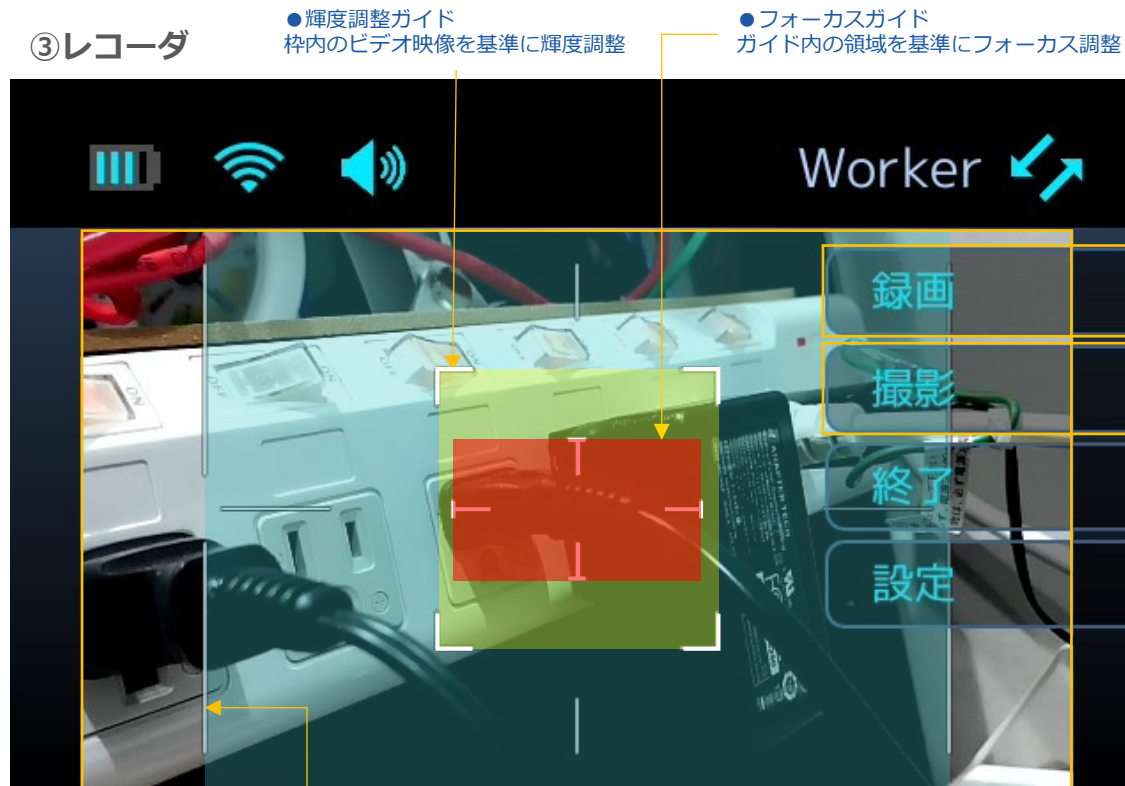 ③レコーダ
●輝度調整ガイド
枠内のビデオ映像を基準に輝度調整
●フォーカスガイド
ガイド内の領域を基準にフォーカス調整
Worker
録画
撮影
終了
設定
ON
OFF
ON